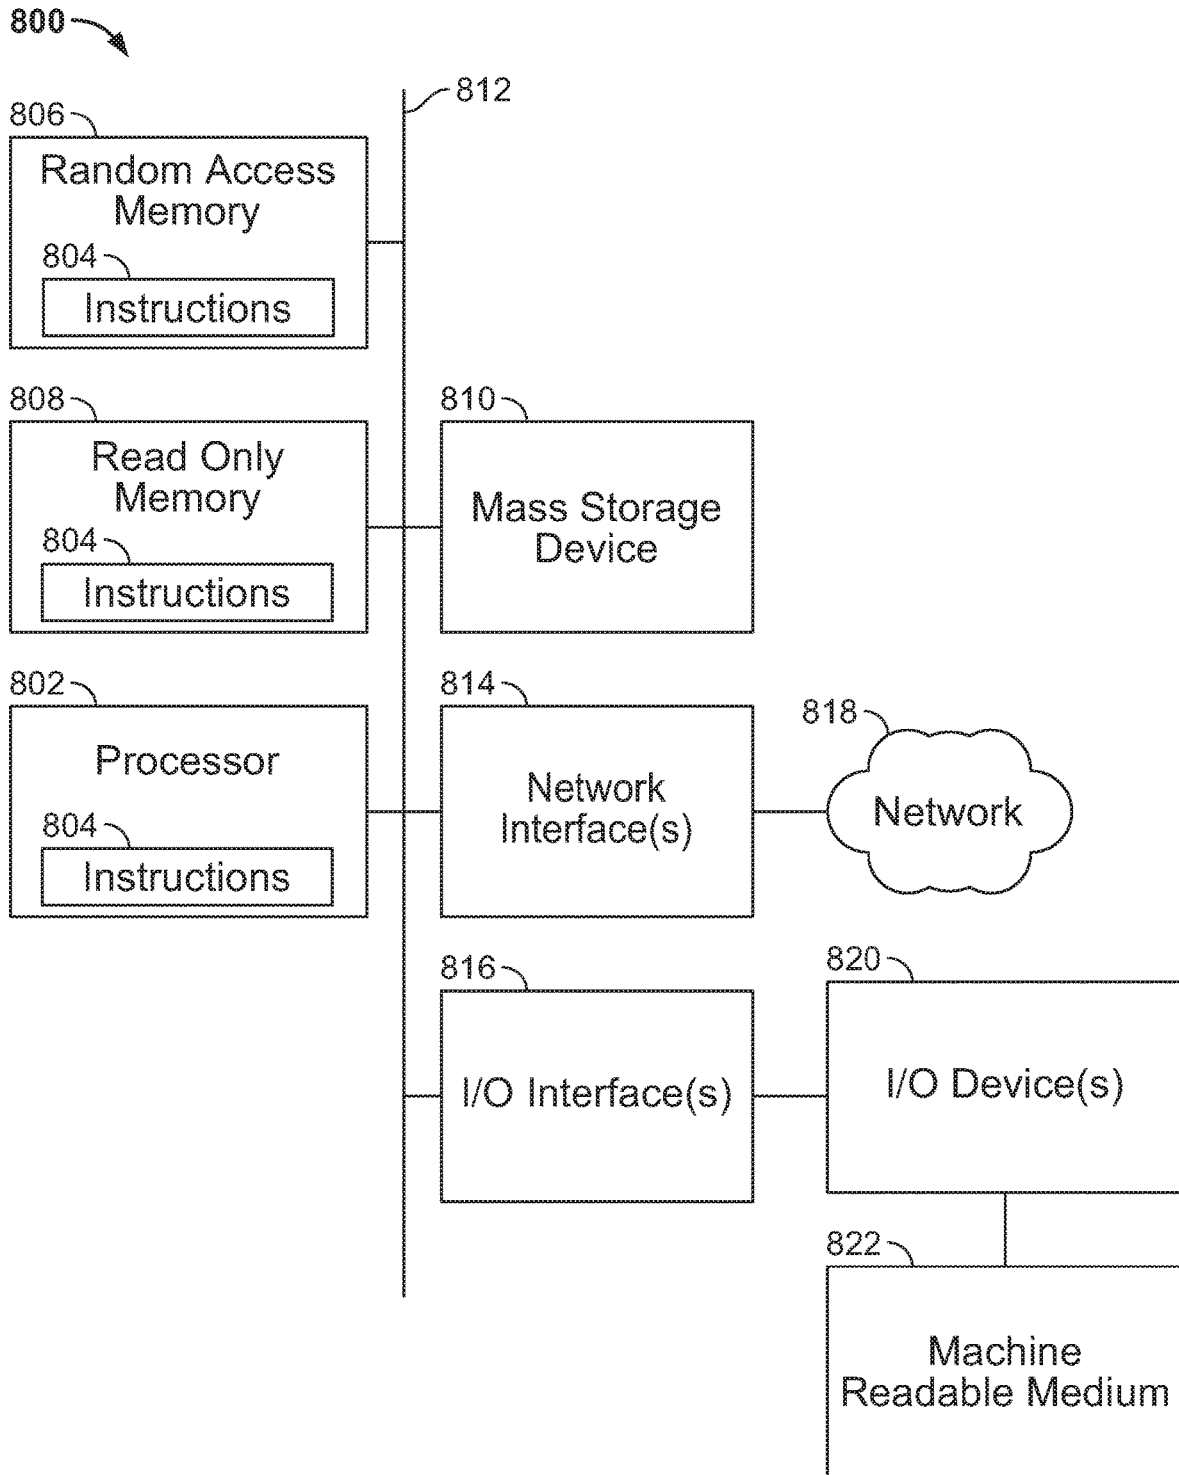 800
812
806
Random Access
Memory
804
Instructions
808
Read Only
Memory
804
Instructions
810
Mass Storage
Device
802
Processor
804
Instructions
814
Network
Interface(s)
818
Network
816
I/O Interface(s)
820
I/O Device(s)
822
Machine
Readable Medium